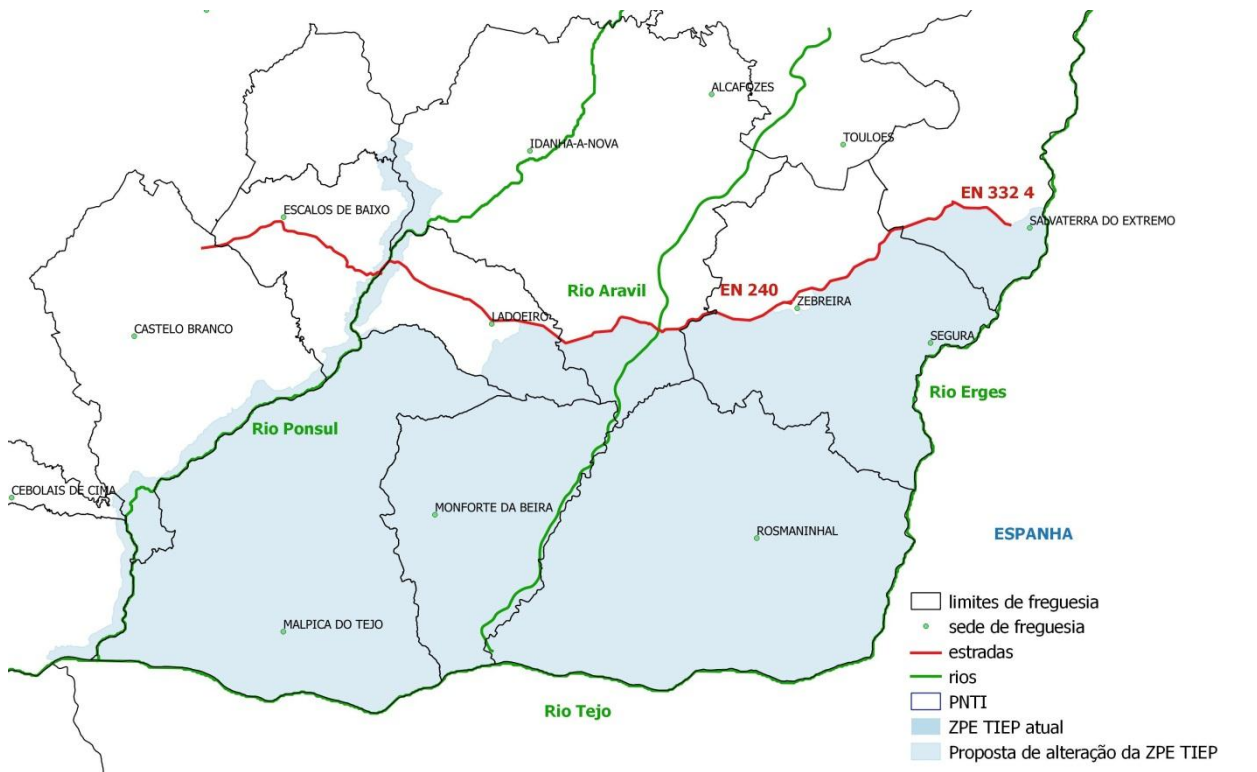 ALCAFOZES
TOULOES
IDANHA-A-NOVA
EN 332 4
ESCALOS DE BAIXO
SALVATERRA DO EXTREMO
Rio Aravil
EN 240
ZEBREIRA
LADOEIRO
CASTELO BRANCO
SEGURA
Rio Erges
Rio Ponsul
CEBOLAIS DE CIMA
MONFORTE DA BEIRA
ROSMANINHAL
ESPANHA
MALPICA DO TEJO
Rio Tejo
limites de freguesia
sede de freguesia
estradas
rios
PNTI
ZPE TIEP atual
Proposta de alteração da ZPE TIEP